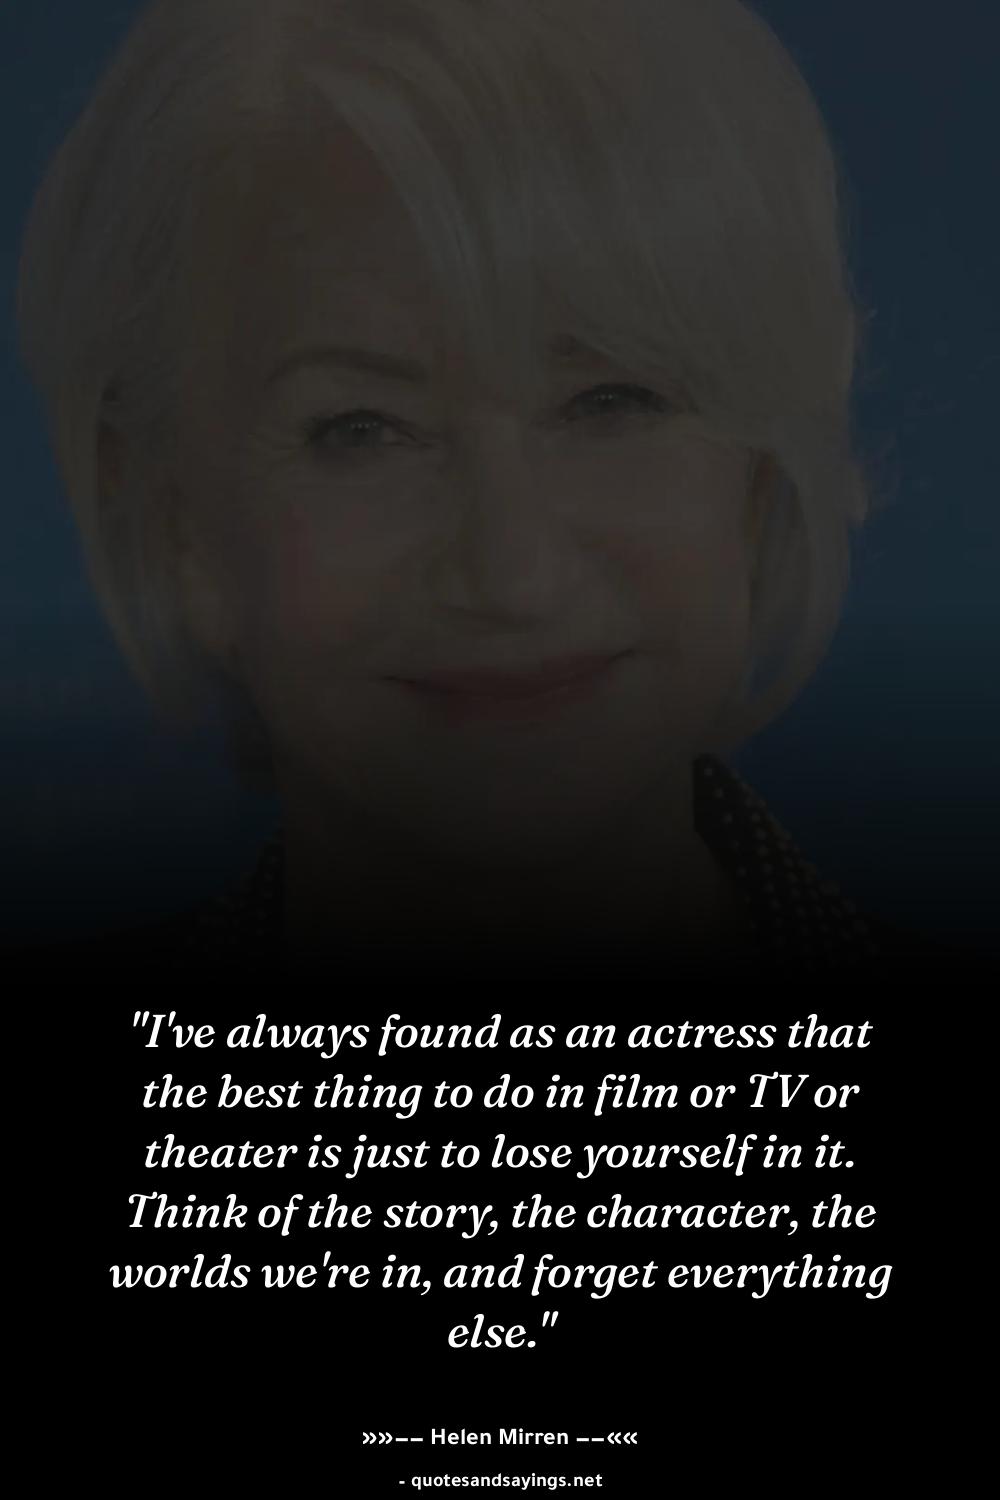 "I've always found as an actress that
the best thing to do in film or TV or
theater is just to lose yourself in it.
Think of the story, the character, the
worlds we're in, and forget everything
else."
»»—— Helen Mirren ——««
- quotesandsayings.net